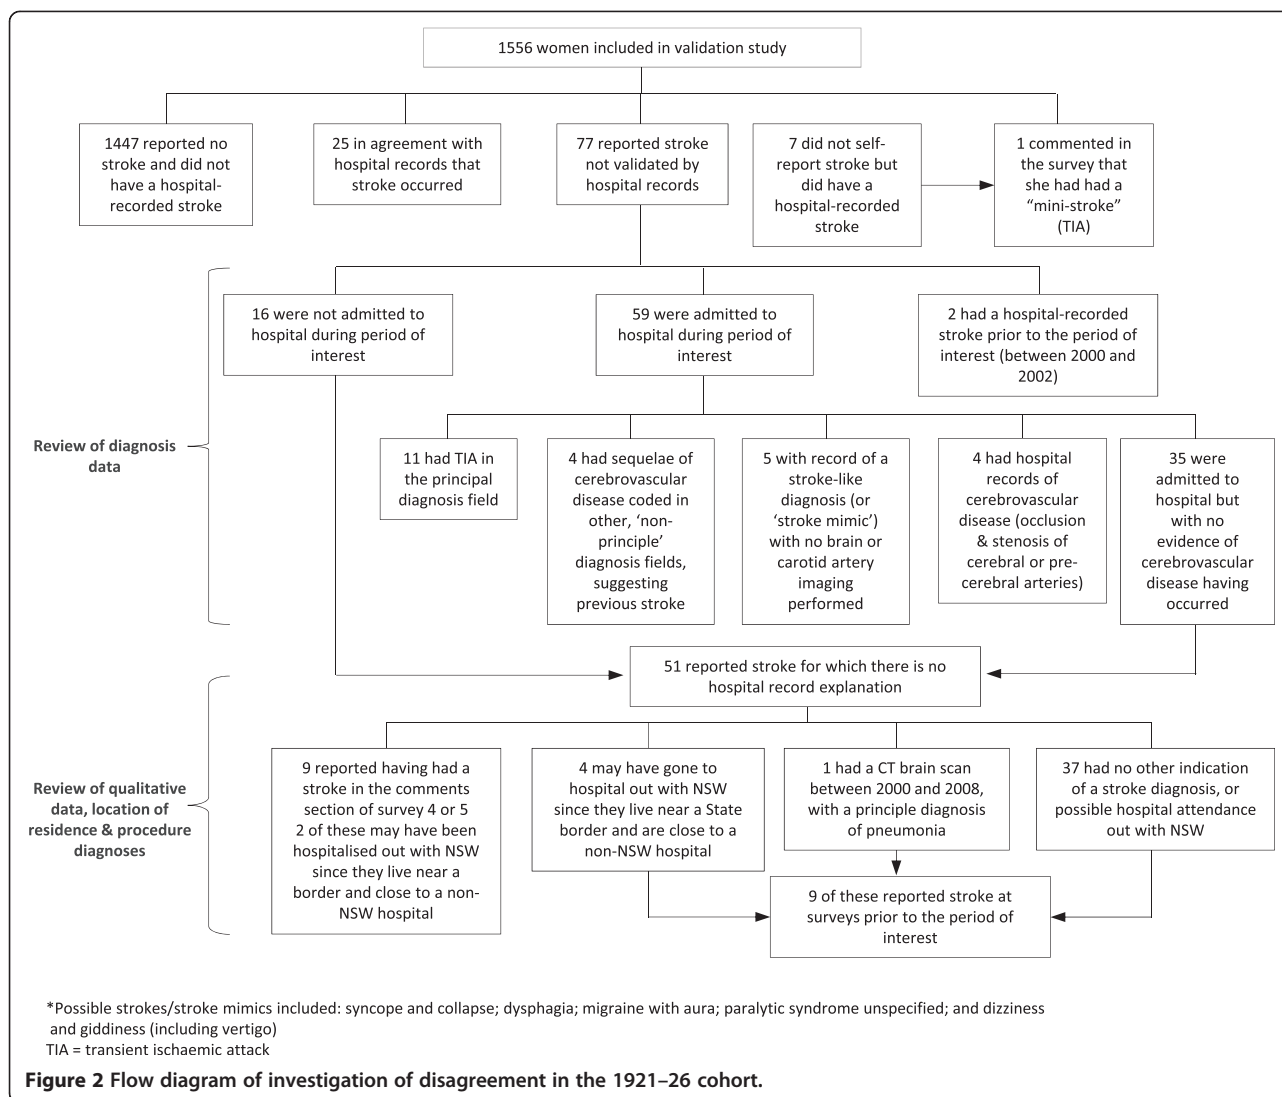 1556 women included in validation study
1447 reported no
stroke and did not
have a hospital-
recorded stroke
25 in agreement with
hospital records that
stroke occurred
77 reported stroke
not validated by
hospital records
7 did not self-
report stroke but
did have a
hospital-recorded
stroke
1 commented in
the survey that
she had had a
“mini-stroke”
(TIA)
16 were not admitted to
hospital during period of
interest
59 were admitted to
hospital during period of
interest
2 had a hospital-recorded
stroke prior to the period of
interest (between 2000 and
2002)
Review of diagnosis
data
11 had TIA in
the principal
diagnosis field
4 had sequelae of
cerebrovascular
disease coded in
other, ‘non-
principle’
diagnosis fields,
suggesting
previous stroke
5 with record of a
stroke-like
diagnosis (or
‘stroke mimic’)
with no brain or
carotid artery
imaging
performed
4 had hospital
records of
cerebrovascular
disease (occlusion
& stenosis of
cerebral or pre-
cerebral arteries)
35 were
admitted to
hospital but
with no
evidence of
cerebrovascular
disease having
occurred
51 reported stroke for which there is no
hospital record explanation
Review of qualitative
data, location of
residence & procedure
diagnoses
9 reported having had a
stroke in the comments
section of survey 4 or 5
2 of these may have been
hospitalised out with NSW
since they live near a
border and close to a non-
NSW hospital
4 may have gone to
hospital out with NSW
since they live near a State
border and are close to a
non-NSW hospital
1 had a CT brain scan
between 2000 and 2008,
with a principle diagnosis
of pneumonia
37 had no other indication
of a stroke diagnosis, or
possible hospital attendance
out with NSW
9 of these reported stroke at
surveys prior to the period of
interest
*Possible strokes/stroke mimics included: syncope and collapse; dysphagia; migraine with aura; paralytic syndrome unspecified; and dizziness
and giddiness (including vertigo)
TIA = transient ischaemic attack
Figure 2 Flow diagram of investigation of disagreement in the 1921–26 cohort.